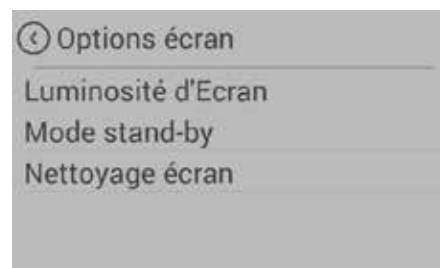 Options écran
Luminosité d'Ecran
Mode stand-by
Nettoyage écran